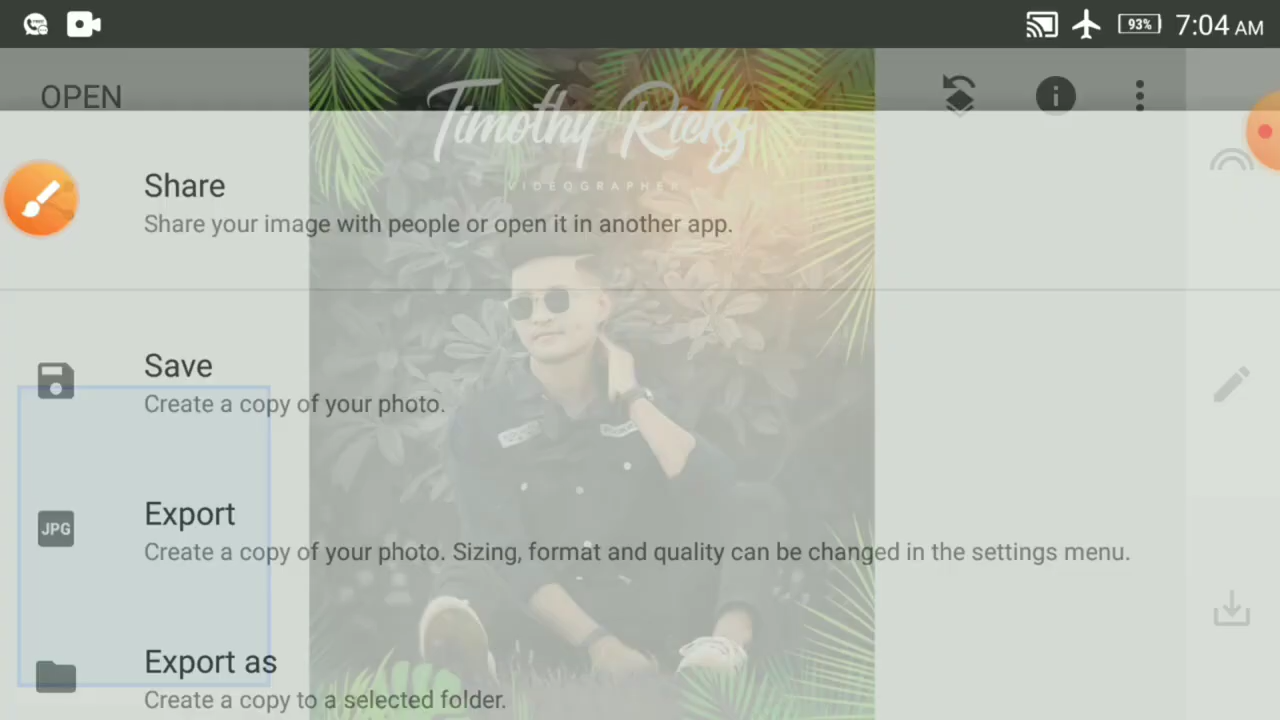 93%
7:04 AM
OPEN
Timothy Ricks
VIDEOGRAPHER
Share
Share your image with people or open it in another app.
Save
Create a copy of your photo.
JPG
Export
Create a copy of your photo. Sizing, format and quality can be changed in the settings menu.
Export as
Create a copy to a selected folder.